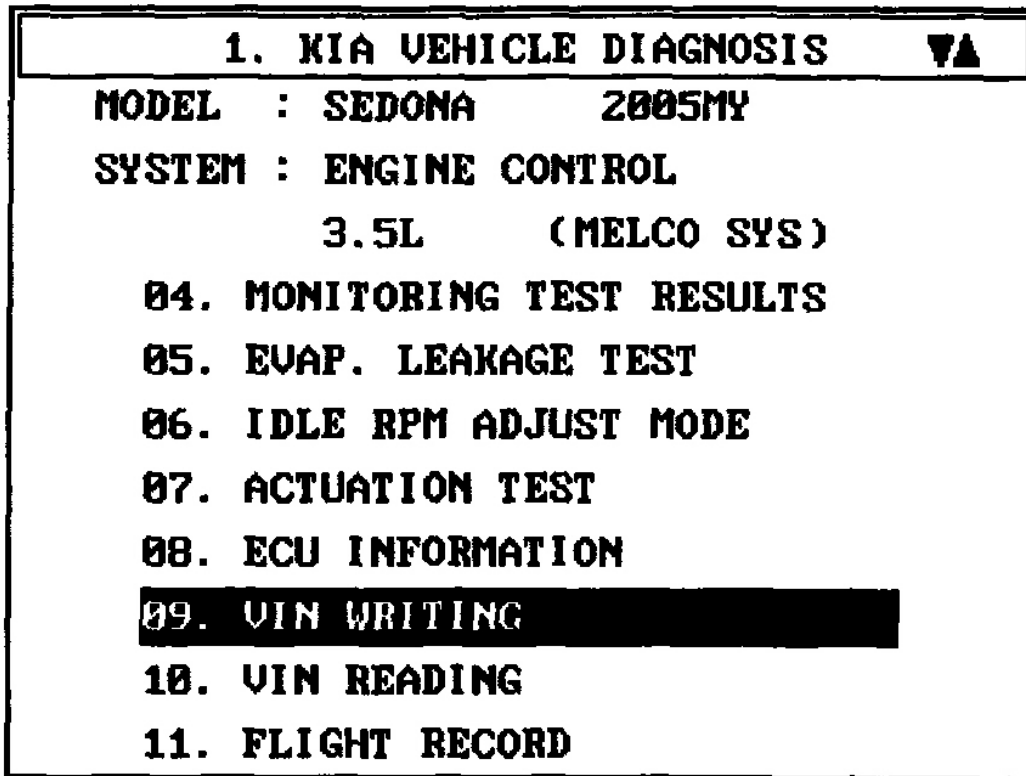 1. KIA VEHICLE DIAGNOSIS ▼▲
MODEL : SEDONA 2005MY
SYSTEM : ENGINE CONTROL
3.5L (MELCO SYS)
04. MONITORING TEST RESULTS
05. EVAP. LEAKAGE TEST
06. IDLE RPM ADJUST MODE
07. ACTUATION TEST
08. ECU INFORMATION
09. VIN WRITING
10. VIN READING
11. FLIGHT RECORD